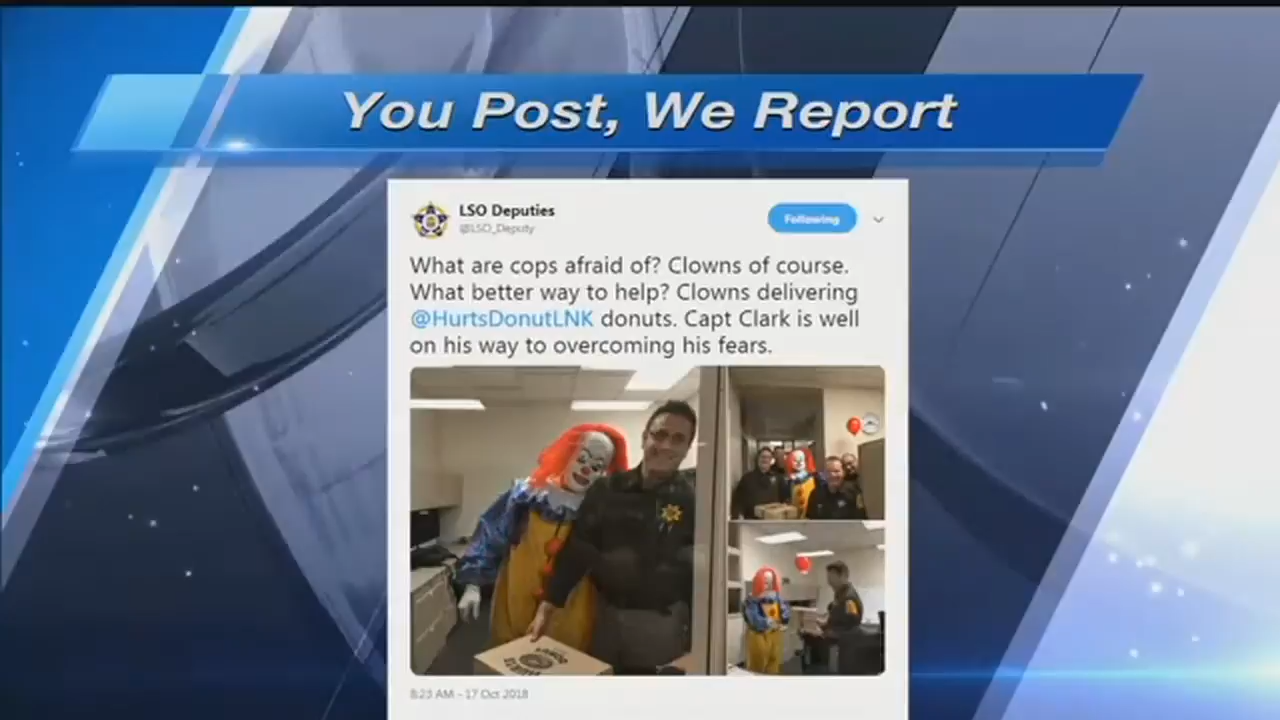 You Post, We Report
LSO Deputies
@LSO_Deputy
Following
What are cops afraid of? Clowns of course.
What better way to help? Clowns delivering
@HurtsDonutLNK donuts. Capt Clark is well
on his way to overcoming his fears.
8:23 AM - 17 Oct 2018